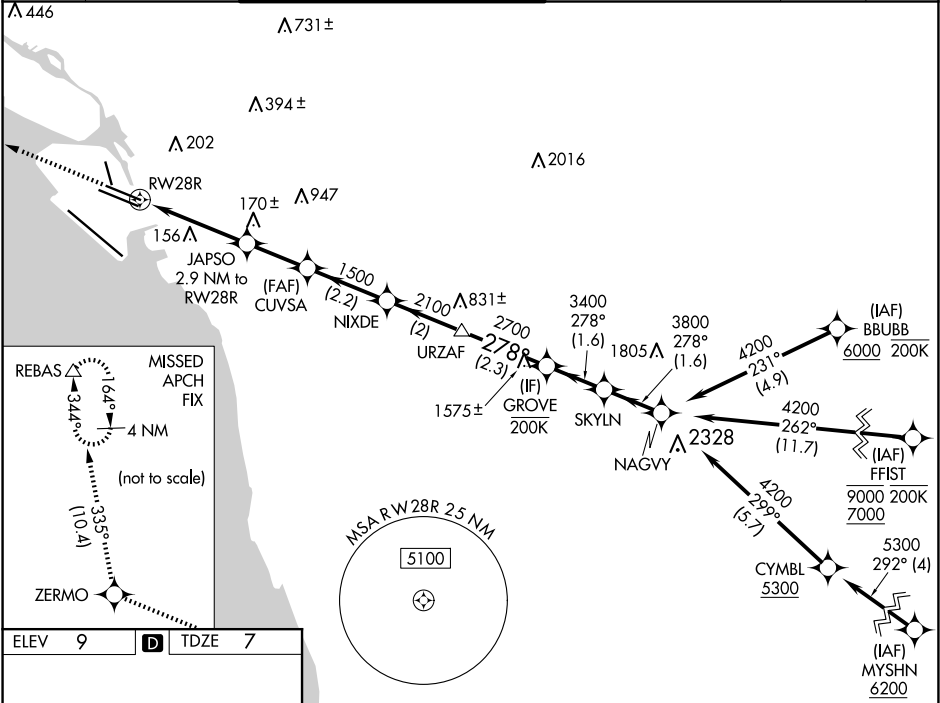 446
731±
394±
202
2016
RW28R
947
170±
156
JAPSO
2.9 NM to
RW28R
(FAF)
CUVSA
1500
(2.2)
NIXDE
2100
(2)
831±
URZAF
2700
278°
(2.3)
1575±
(IF)
GROVE
200K
3400
278°
(1.6)
SKYLN
1805
3800
278°
(1.6)
NAGVY
2328
4200
231°
(4.9)
(IAF)
BBUBB
6000 200K
4200
262°
(11.7)
(IAF)
FFIST
9000 200K
7000
4200
299°
(5.7)
CYMBL
5300
5300
292° (4)
(IAF)
MYSHN
6200
REBAS
MISSED
APCH
FIX
164°
344°
4 NM
(not to scale)
335°
(10.4)
ZERMO
MSA RW28R 25 NM
5100
ELEV 9 D TDZE 7